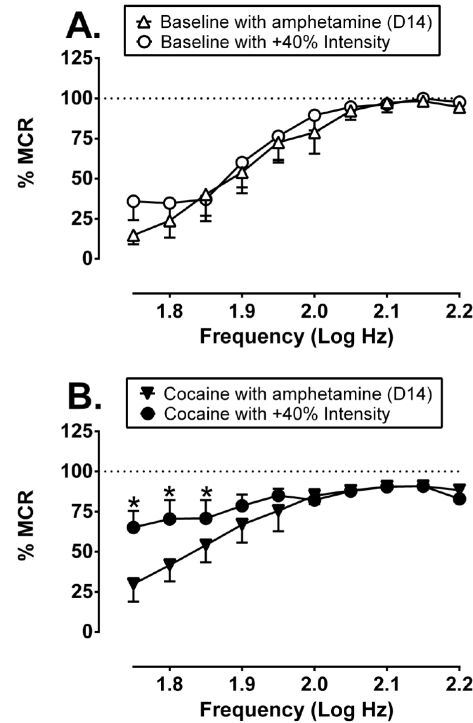 A.
Baseline with amphetamine (D14)
Baseline with +40% Intensity
125
100
75
50
25
0
% MCR
1.8 1.9 2.0 2.1 2.2
Frequency (Log Hz)
B.
Cocaine with amphetamine (D14)
Cocaine with +40% Intensity
125
100
75
50
25
0
% MCR
* * *
1.8 1.9 2.0 2.1 2.2
Frequency (Log Hz)